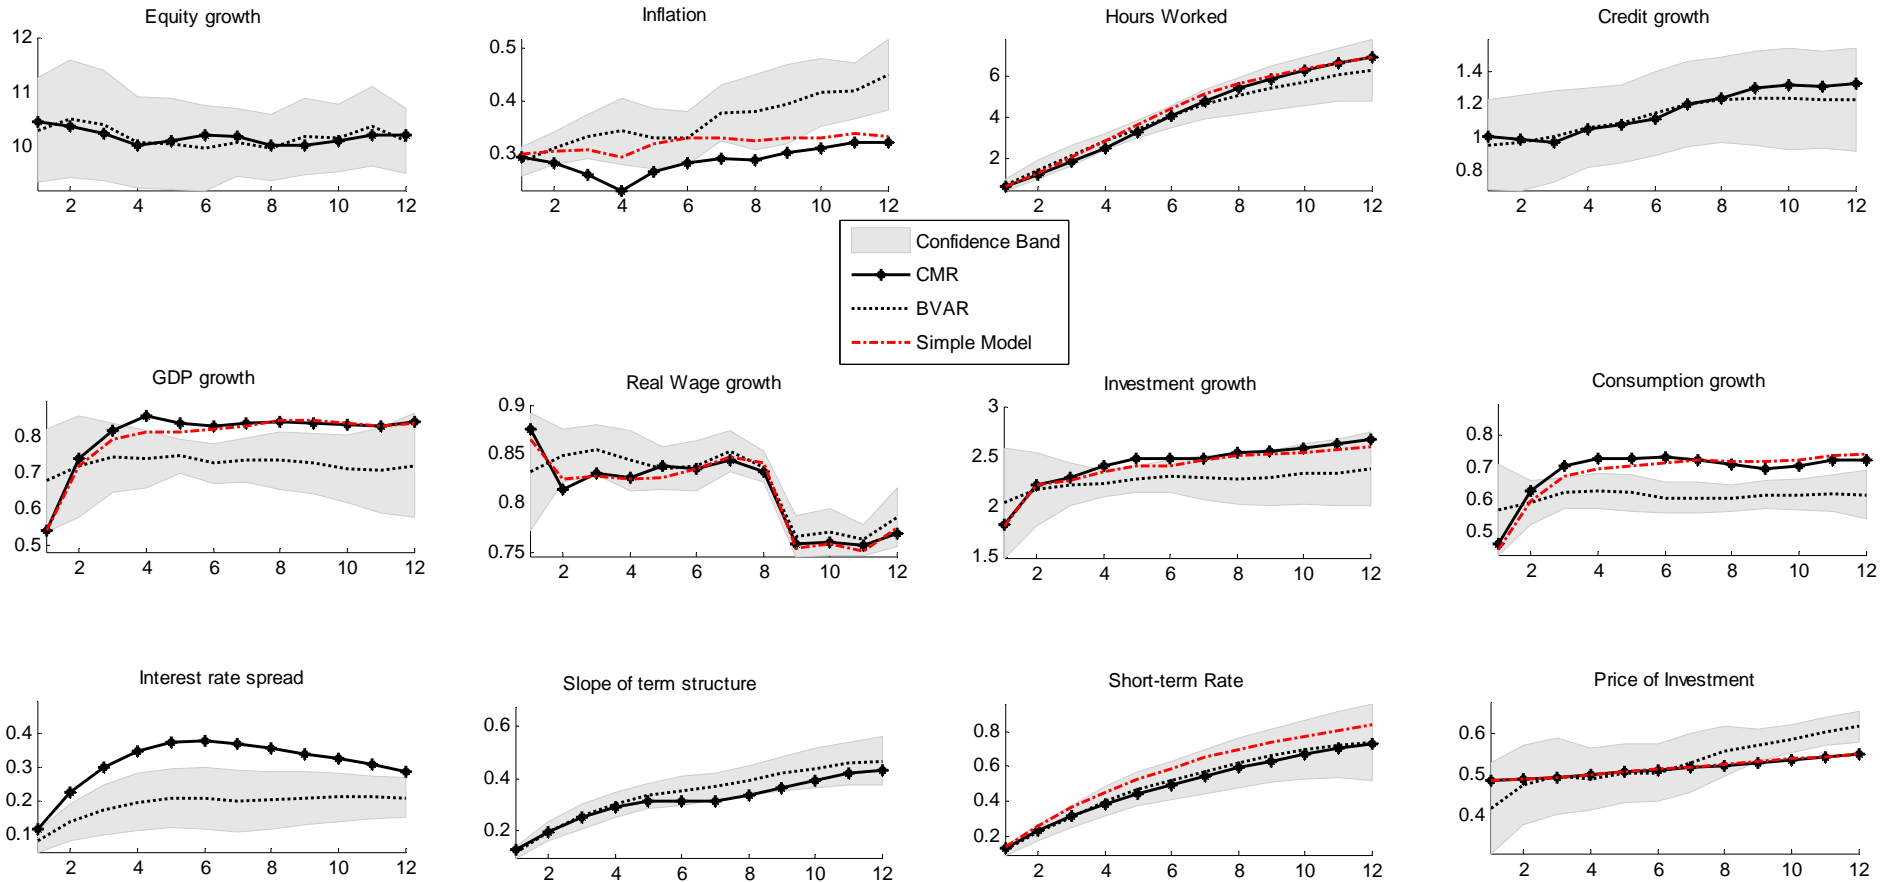 Equity growth
12
11
10
2 4 6 8 10 12
Inflation
0.5
0.4
0.3
2 4 6 8 10 12
Hours Worked
6
4
2
2 4 6 8 10 12
Credit growth
1.4
1.2
1
0.8
2 4 6 8 10 12
Confidence Band
CMR
BVAR
Simple Model
GDP growth
0.8
0.7
0.6
0.5
2 4 6 8 10 12
Real Wage growth
0.9
0.85
0.8
0.75
2 4 6 8 10 12
Investment growth
3
2.5
2
1.5
2 4 6 8 10 12
Consumption growth
0.8
0.7
0.6
0.5
2 4 6 8 10 12
Interest rate spread
0.4
0.3
0.2
0.1
2 4 6 8 10 12
Slope of term structure
0.6
0.4
0.2
2 4 6 8 10 12
Short-term Rate
0.8
0.6
0.4
0.2
2 4 6 8 10 12
Price of Investment
0.6
0.5
0.4
2 4 6 8 10 12